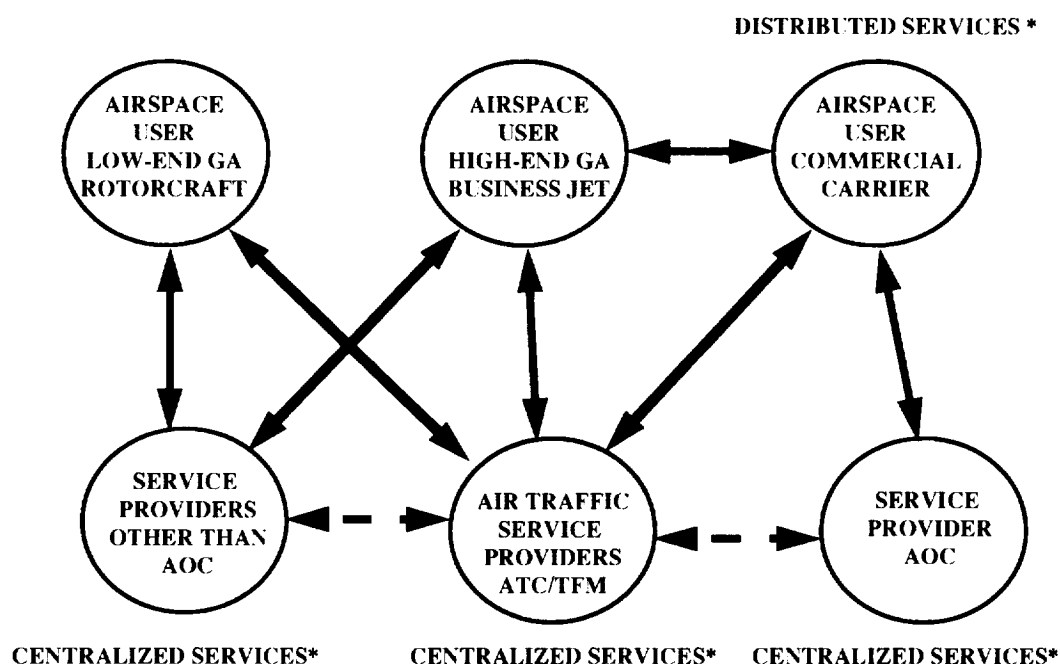 DISTRIBUTED SERVICES *
AIRSPACE
USER
LOW-END GA
ROTORCRAFT
AIRSPACE
USER
HIGH-END GA
BUSINESS JET
AIRSPACE
USER
COMMERCIAL
CARRIER
SERVICE
PROVIDERS
OTHER THAN
AOC
AIR TRAFFIC
SERVICE
PROVIDERS
ATC/TFM
SERVICE
PROVIDER
AOC
CENTRALIZED SERVICES*
CENTRALIZED SERVICES*
CENTRALIZED SERVICES*